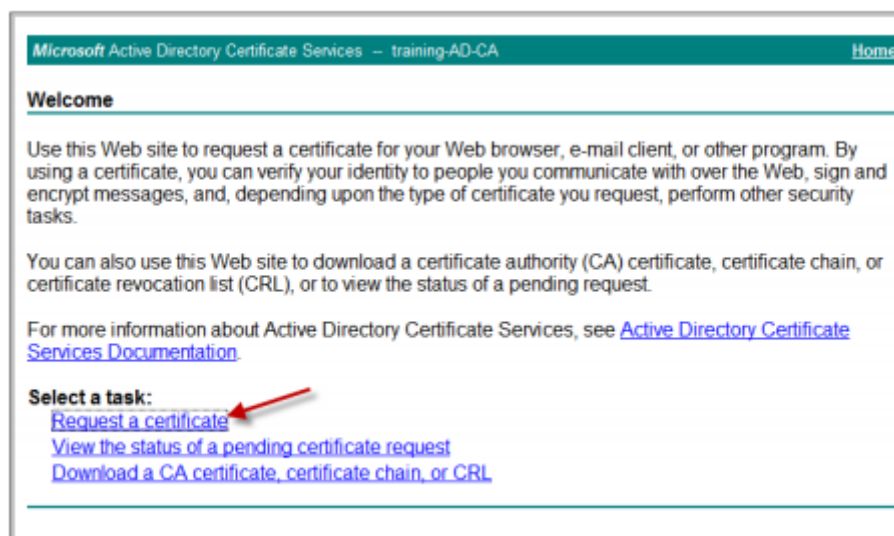 Microsoft Active Directory Certificate Services -- training-AD-CA Home
Welcome
Use this Web site to request a certificate for your Web browser, e-mail client, or other program. By
using a certificate, you can verify your identity to people you communicate with over the Web, sign and
encrypt messages, and, depending upon the type of certificate you request, perform other security
tasks.
You can also use this Web site to download a certificate authority (CA) certificate, certificate chain, or
certificate revocation list (CRL), or to view the status of a pending request.
For more information about Active Directory Certificate Services, see Active Directory Certificate
Services Documentation.
Select a task:
Request a certificate
View the status of a pending certificate request
Download a CA certificate, certificate chain, or CRL